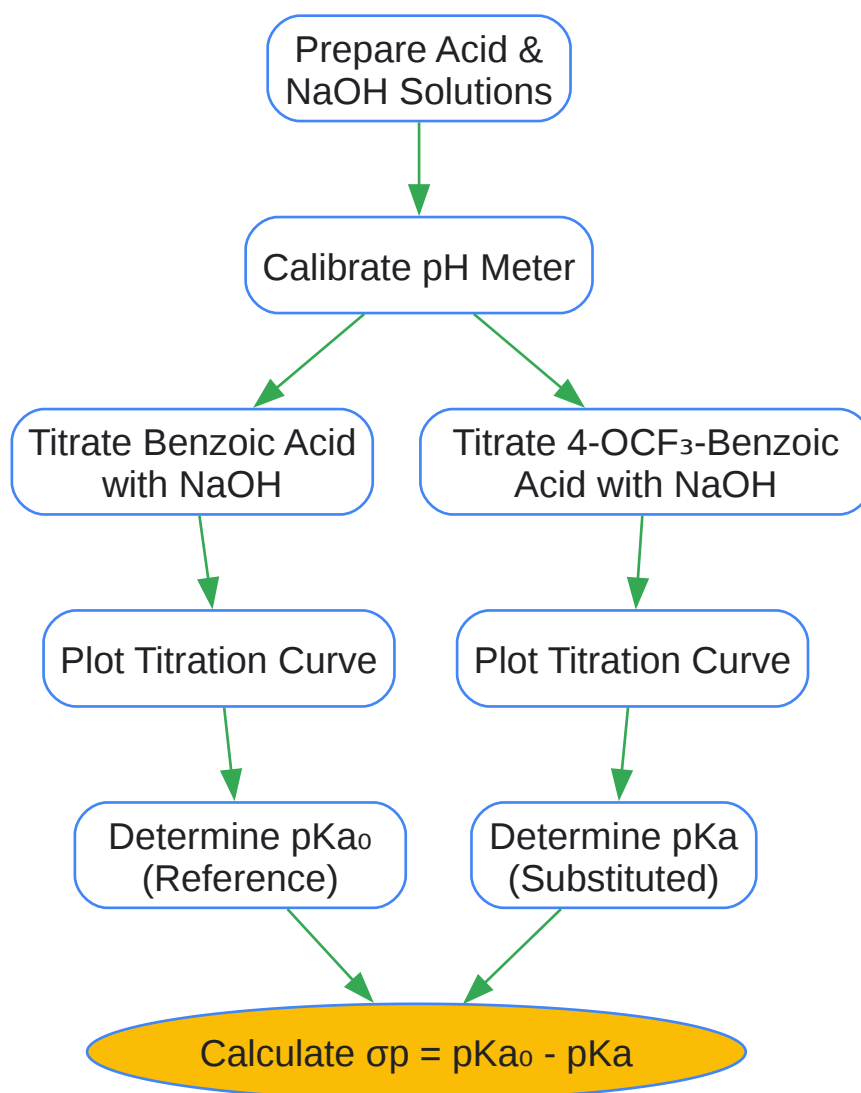 Prepare Acid &
NaOH Solutions
Calibrate pH Meter
Titrate Benzoic Acid
with NaOH
Titrate 4-OCF₃-Benzoic
Acid with NaOH
Plot Titration Curve
Plot Titration Curve
Determine pKa₀
(Reference)
Determine pKa
(Substituted)
Calculate σp = pKa₀ - pKa